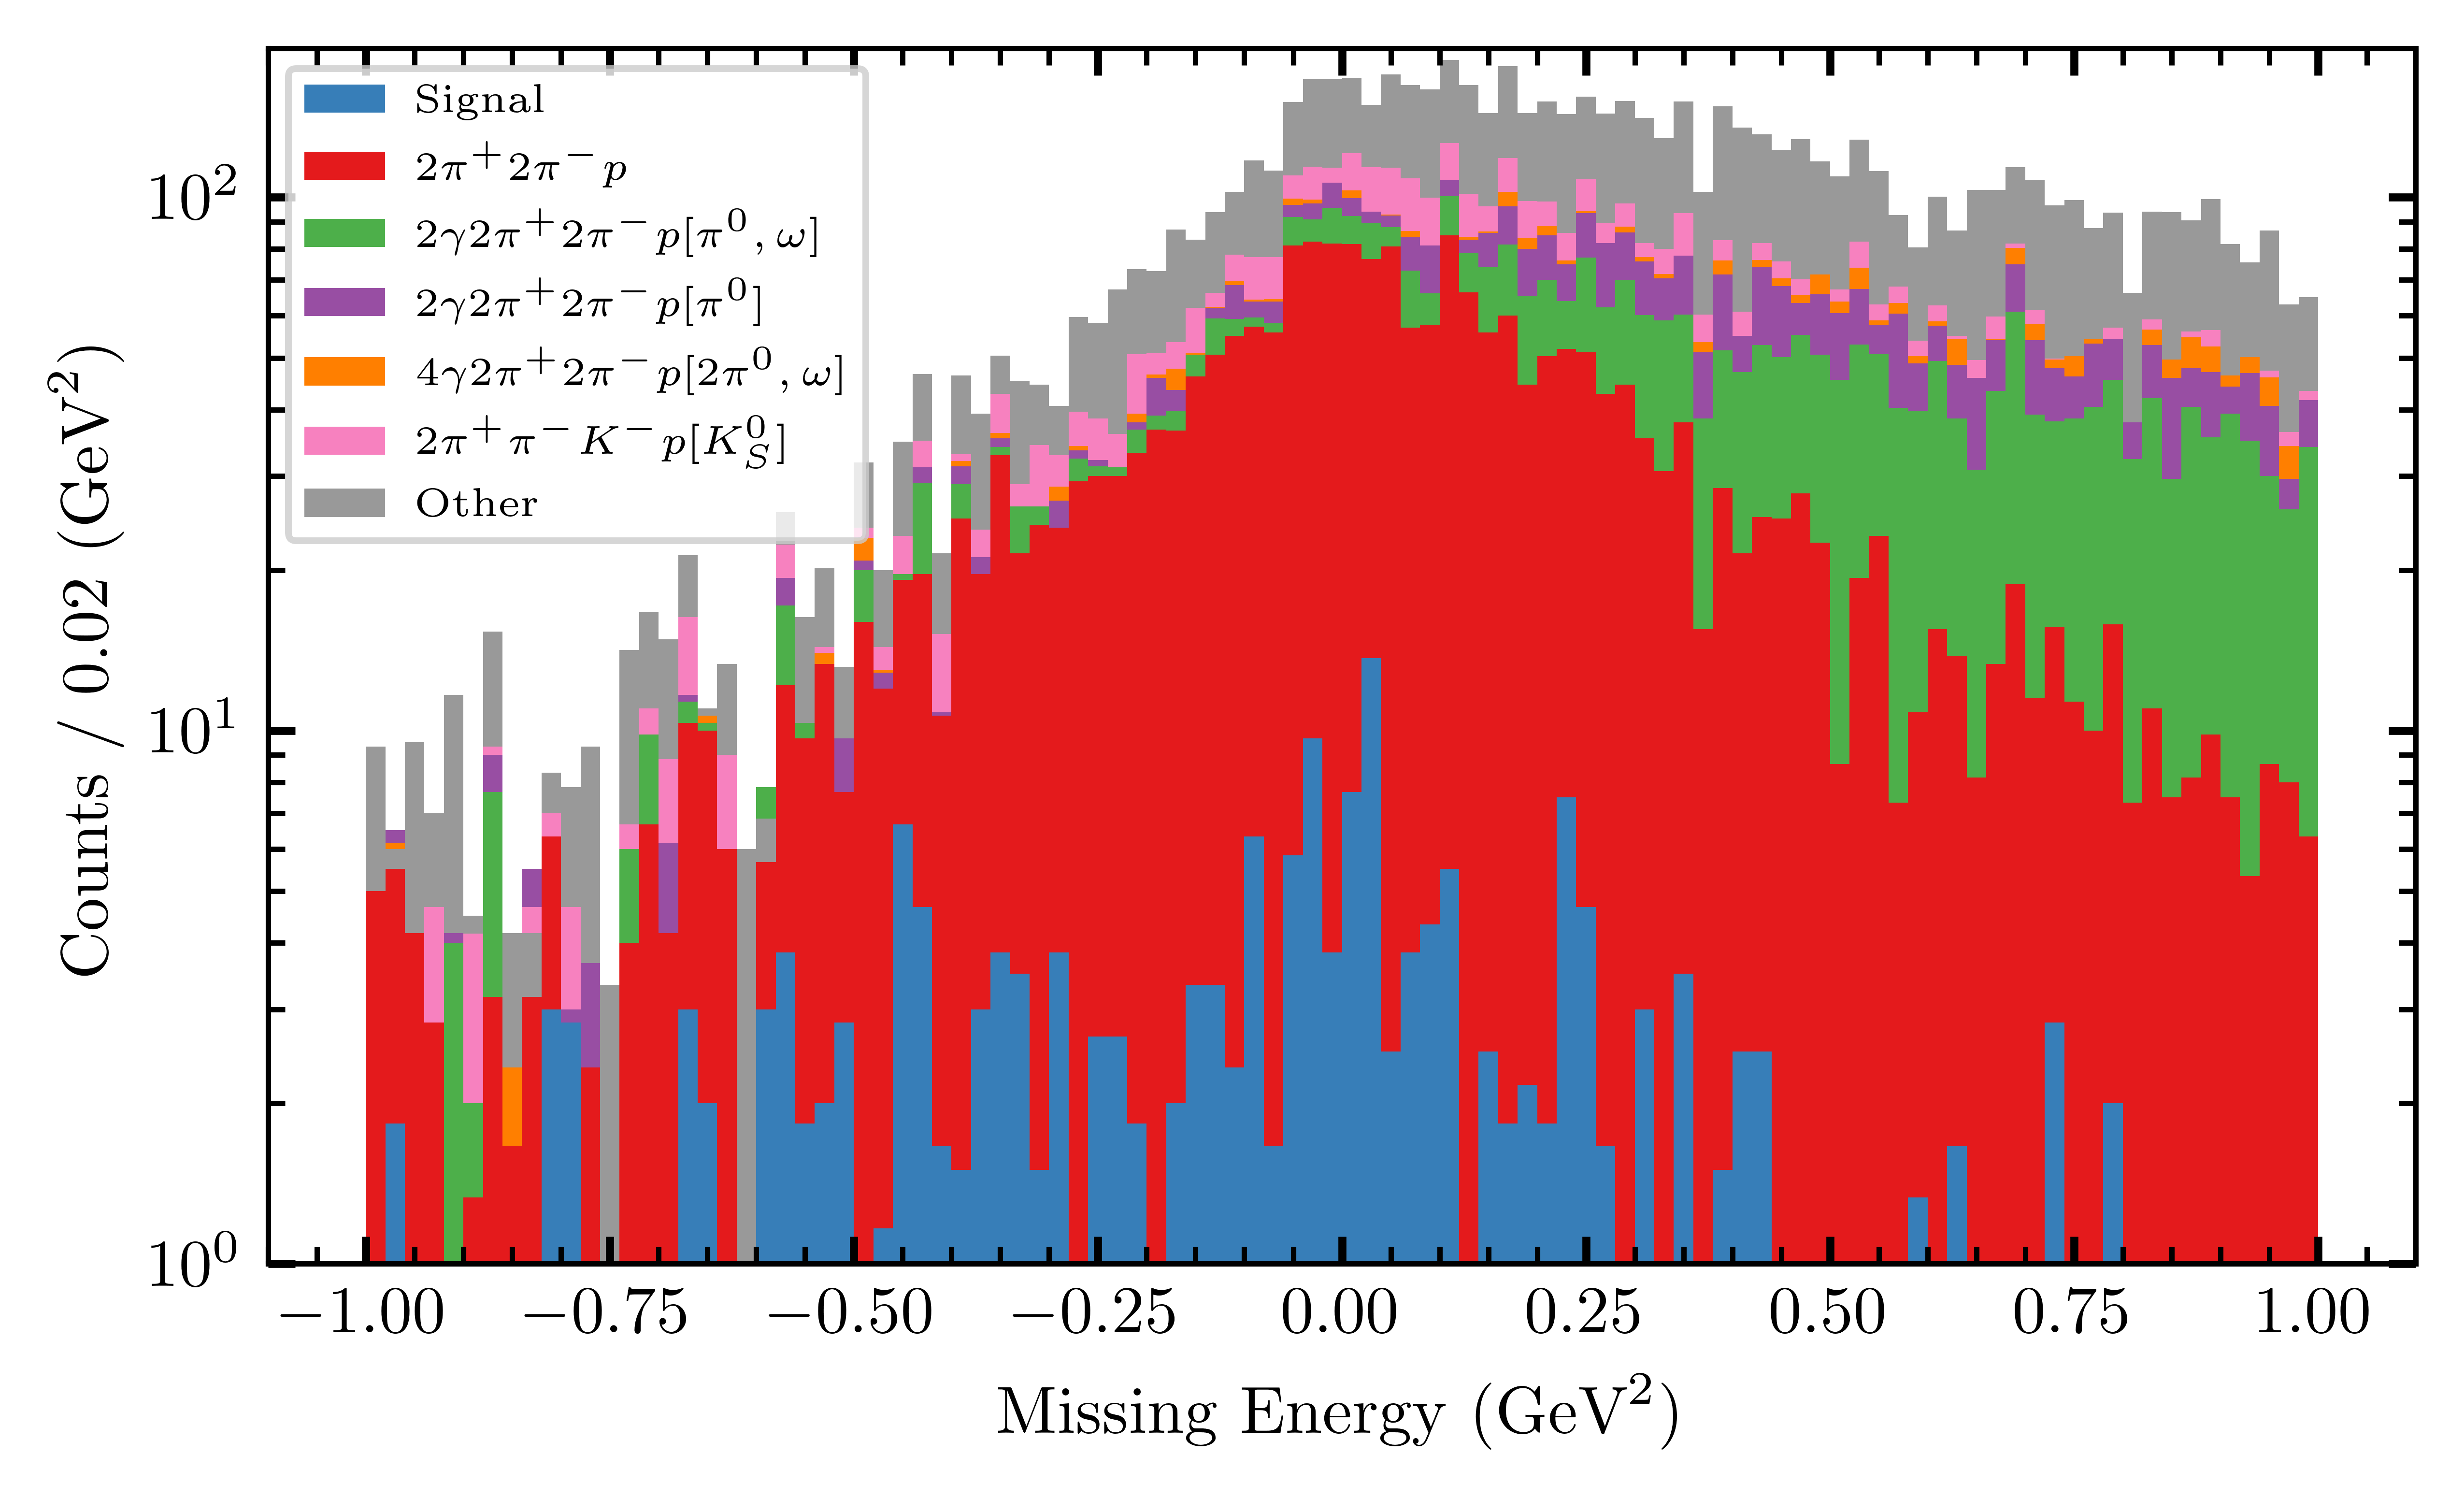 Counts / 0.02 (GeV²)
10²
10¹
10⁰
Signal
2π⁺2π⁻p
2γ2π⁺2π⁻p[π⁰, ω]
2γ2π⁺2π⁻p[π⁰]
4γ2π⁺2π⁻p[2π⁰, ω]
2π⁺π⁻K⁻p[K_S⁰]
Other
−1.00 −0.75 −0.50 −0.25 0.00 0.25 0.50 0.75 1.00
Missing Energy (GeV²)